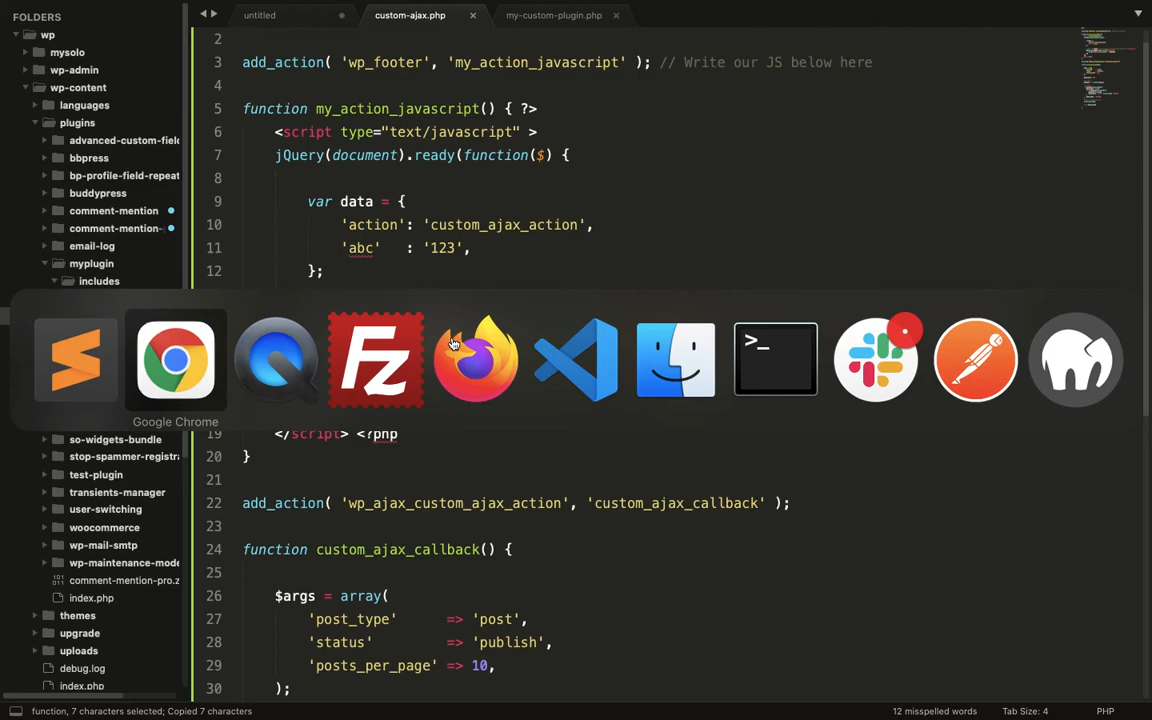 FOLDERS
wp
mysolo
wp-admin
wp-content
languages
plugins
advanced-custom-field
bbpress
bp-profile-field-repeat
buddypress
comment-mention
comment-mention-
email-log
myplugin
includes
so-widgets-bundle
stop-spammer-registra
test-plugin
transients-manager
user-switching
woocommerce
wp-mail-smtp
wp-maintenance-mode
comment-mention-pro.z
index.php
themes
upgrade
uploads
debug.log
index.php
untitled
custom-ajax.php
my-custom-plugin.php
2
3 add_action( 'wp_footer', 'my_action_javascript' ); // Write our JS below here
4
5 function my_action_javascript() { ?>
6 <script type="text/javascript" >
7 jQuery(document).ready(function($) {
8
9 var data = {
10 'action': 'custom_ajax_action',
11 'abc' : '123',
12 };
Google Chrome
19 </script> <?php
20 }
21
22 add_action( 'wp_ajax_custom_ajax_action', 'custom_ajax_callback' );
23
24 function custom_ajax_callback() {
25
26 $args = array(
27 'post_type' => 'post',
28 'status' => 'publish',
29 'posts_per_page' => 10,
30 );
function, 7 characters selected; Copied 7 characters
12 misspelled words
Tab Size: 4
PHP